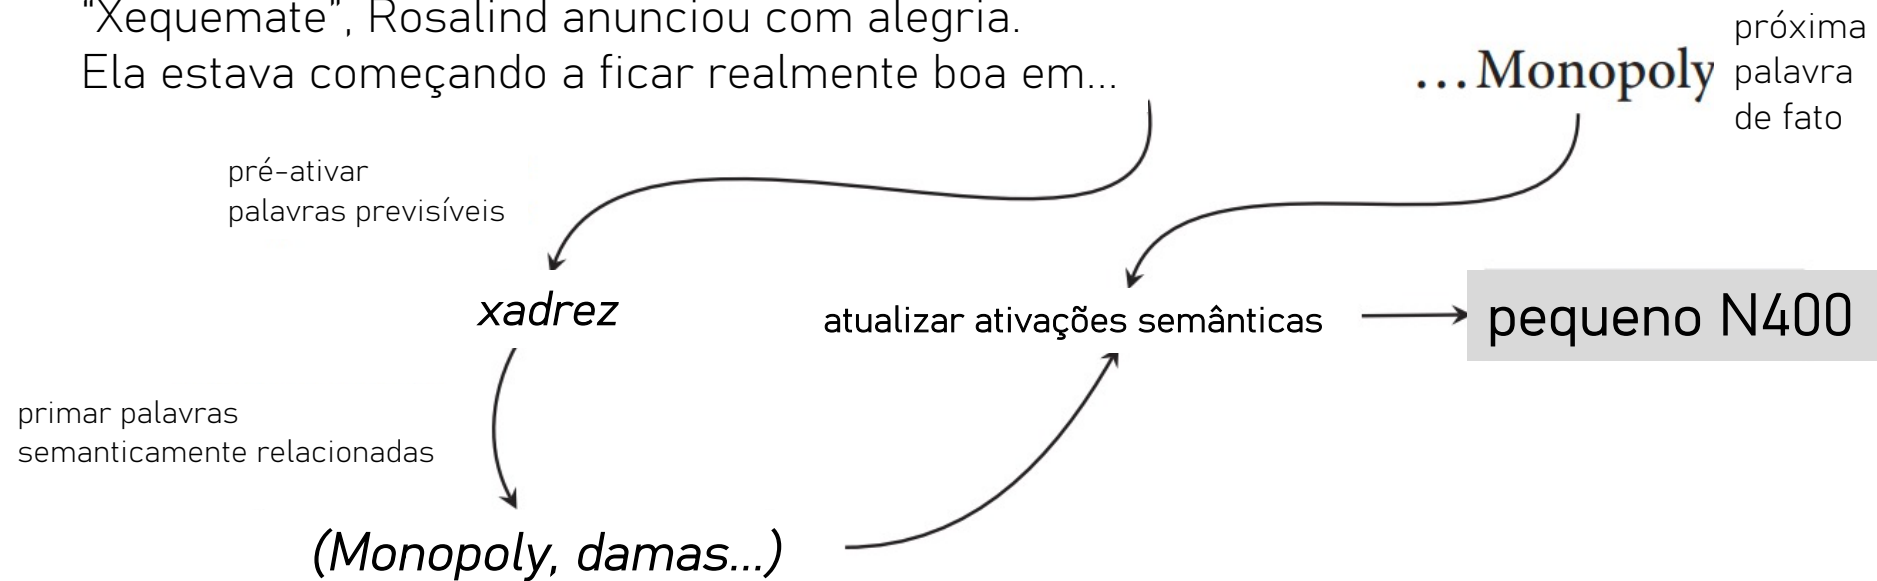 “Xequemate”, Rosalind anunciou com alegria.
Ela estava começando a ficar realmente boa em...
...Monopoly
próxima
palavra
de fato
pré-ativar
palavras previsíveis
xadrez
atualizar ativações semânticas
pequeno N400
primar palavras
semanticamente relacionadas
(Monopoly, damas...)